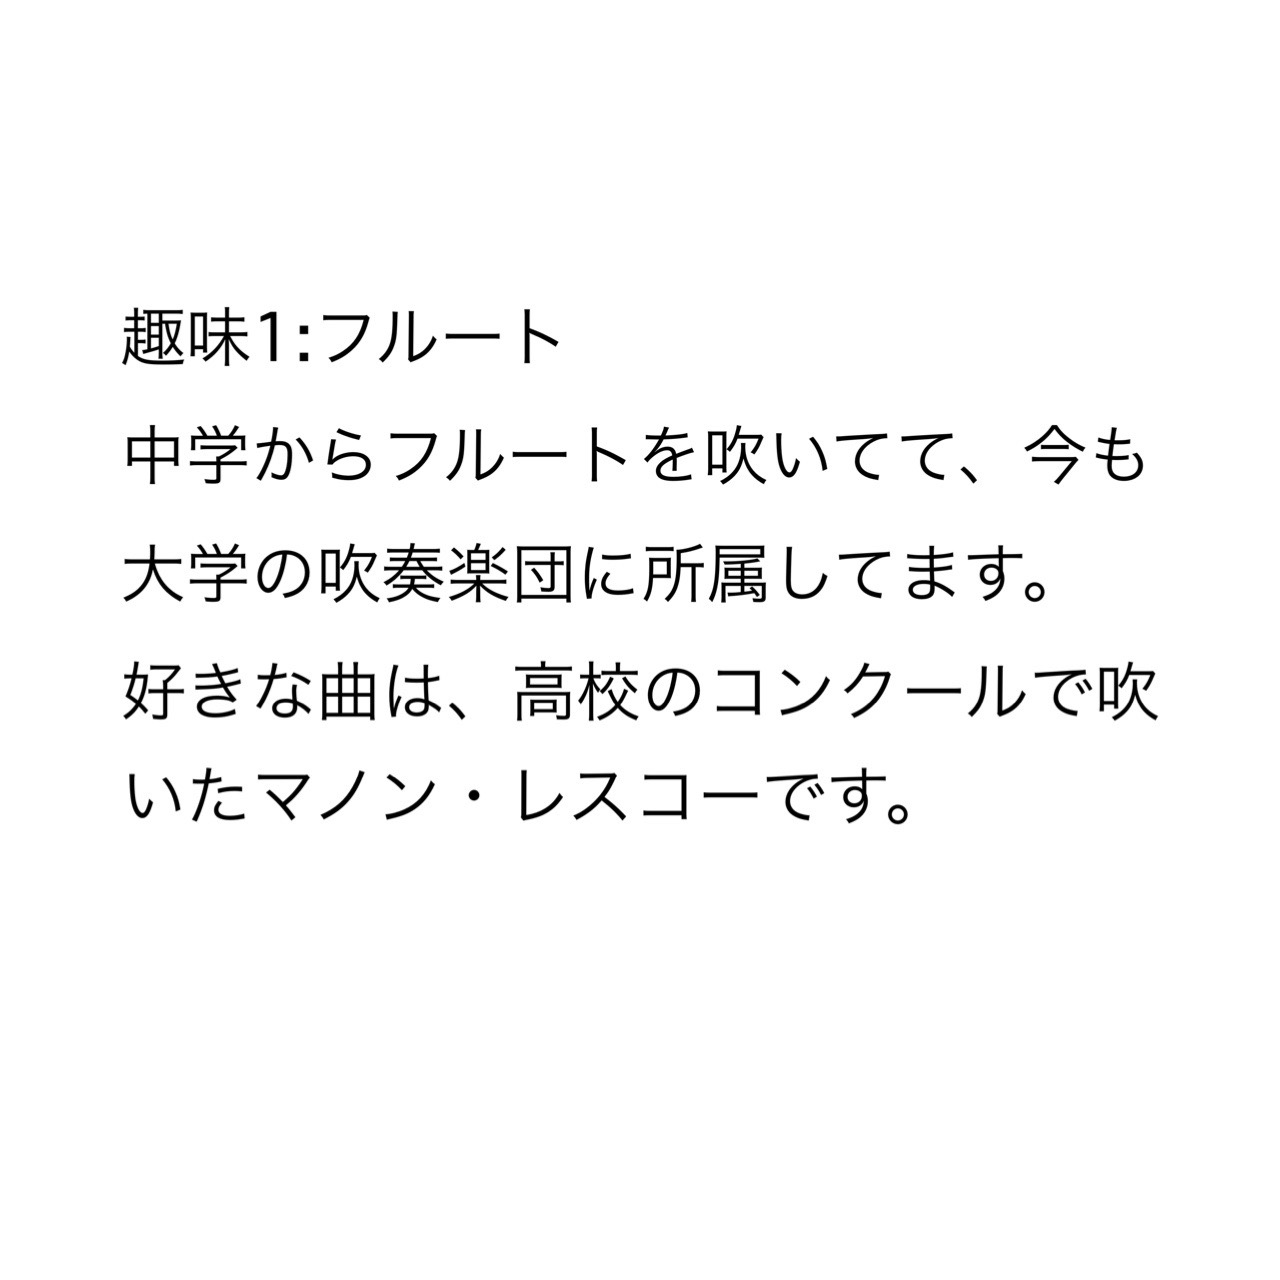 趣味1:フルート
中学からフルートを吹いてて、今も
大学の吹奏楽団に所属してます。
好きな曲は、高校のコンクールで吹
いたマノン・レスコーです。